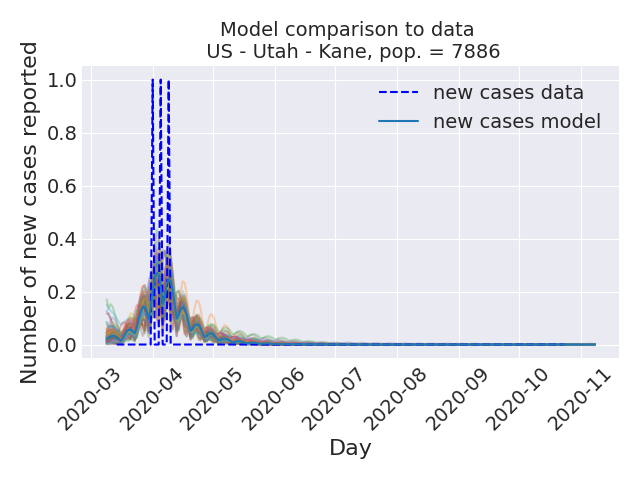 Model comparison to data
US - Utah - Kane, pop. = 7886
Number of new cases reported
1.0
0.8
0.6
0.4
0.2
0.0
new cases data
new cases model
2020-03
2020-04
2020-05
2020-06
2020-07
2020-08
2020-09
2020-10
2020-11
Day